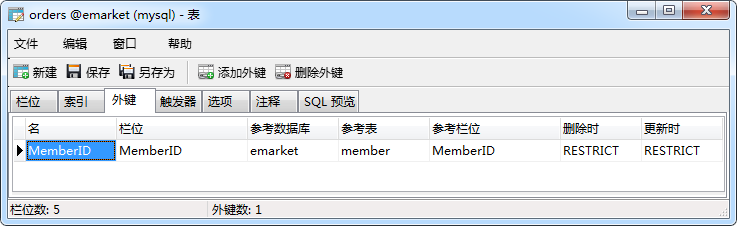 orders @emarket (mysql) - 表
文件 编辑 窗口 帮助
新建 保存 另存为 添加外键 删除外键
栏位 索引 外键 触发器 选项 注释 SQL 预览
名 栏位 参考数据库 参考表 参考栏位 删除时 更新时
MemberID MemberID emarket member MemberID RESTRICT RESTRICT
栏位数: 5 外键数: 1